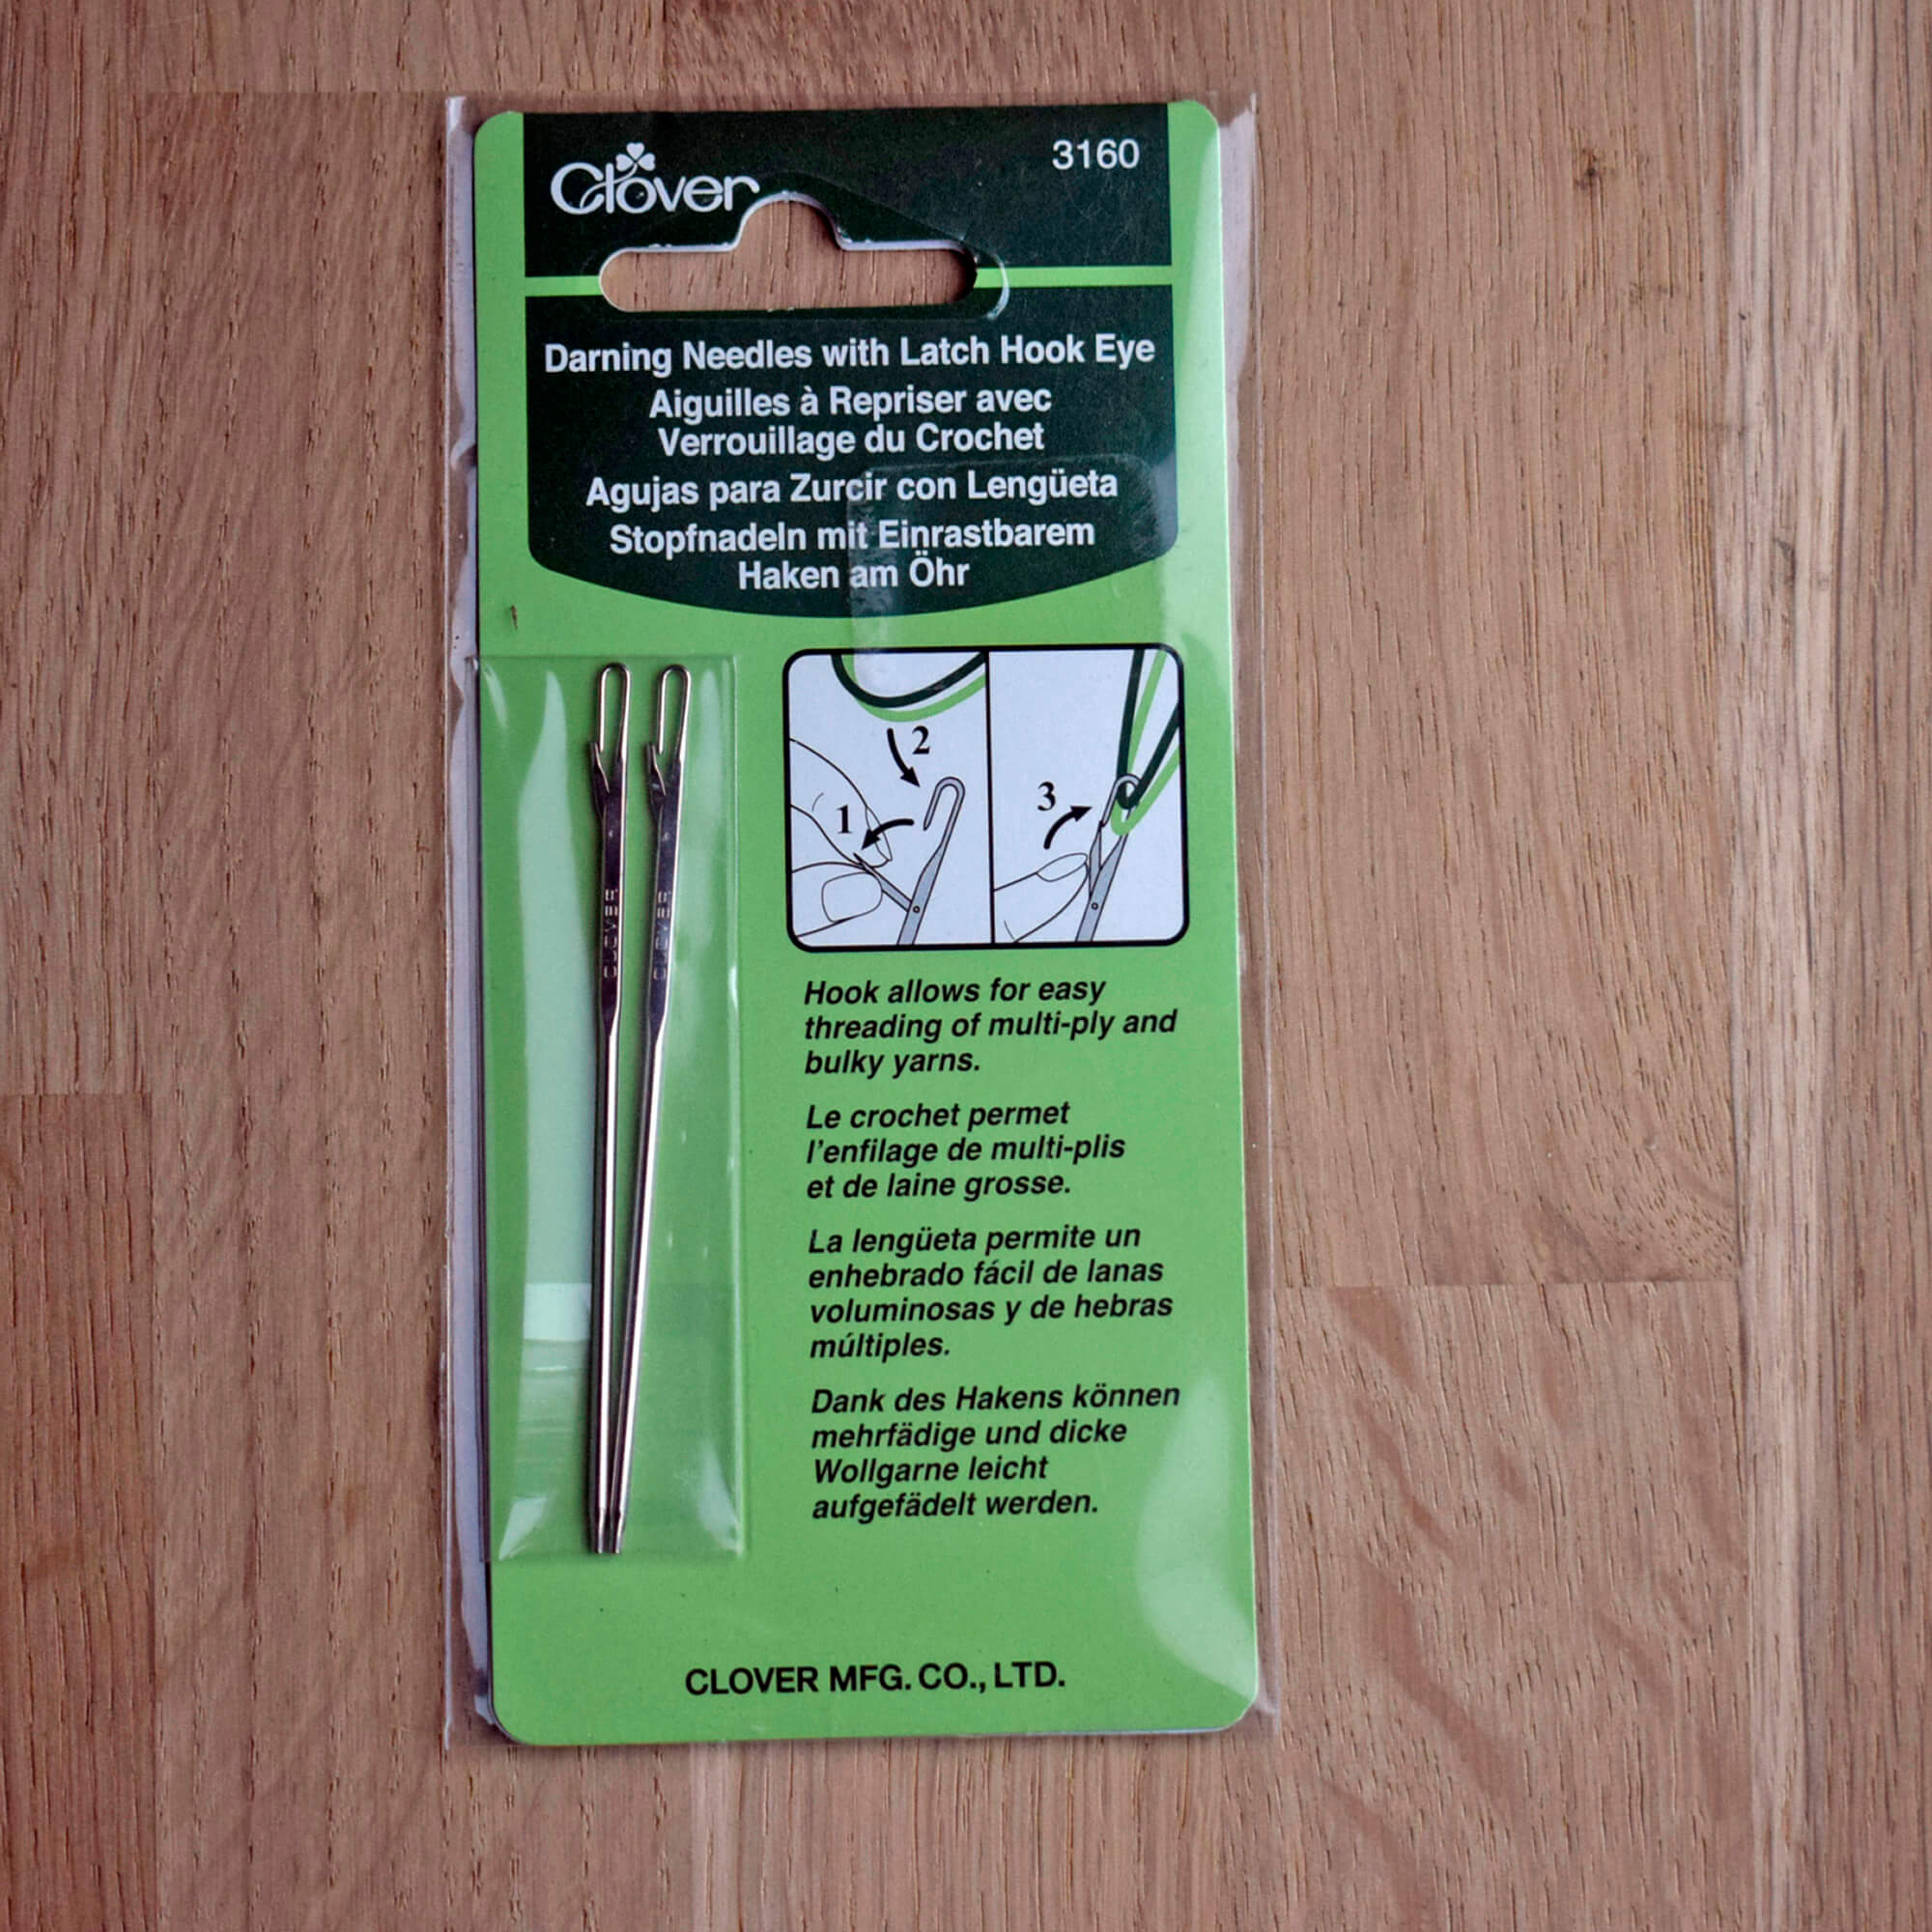 Clover
3160
Darning Needles with Latch Hook Eye
Aiguilles à Repriser avec
Verrouillage du Crochet
Agujas para Zurcir con Lengüeta
Stopfnadeln mit Einrastbarem
Haken am Öhr
2
1
3
CLOVER
CLOVER
Hook allows for easy
threading of multi-ply and
bulky yarns.
Le crochet permet
l'enfilage de multi-plis
et de laine grosse.
La lengüeta permite un
enhebrado fácil de lanas
voluminosas y de hebras
múltiples.
Dank des Hakens können
mehrfädige und dicke
Wollgarne leicht
aufgefädelt werden.
CLOVER MFG. CO., LTD.